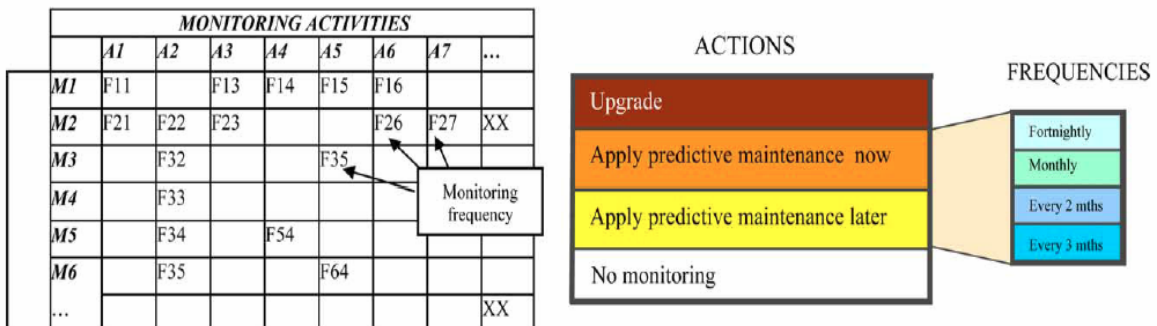 MONITORING ACTIVITIES
A1 A2 A3 A4 A5 A6 A7 ...
M1 F11 F13 F14 F15 F16
M2 F21 F22 F23 F26 F27 XX
M3 F32 F35
M4 F33
M5 F34 F54
M6 F35 F64
... XX
Monitoring
frequency
ACTIONS
Upgrade
Apply predictive maintenance now
Apply predictive maintenance later
No monitoring
FREQUENCIES
Fortnightly
Monthly
Every 2 mths
Every 3 mths